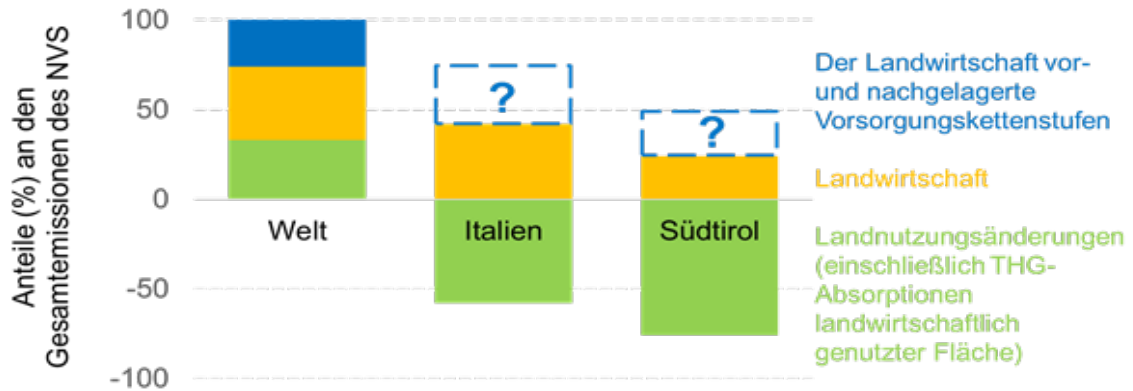 Anteile (%) an den
Gesamtemissionen des NVS
100
50
0
-50
-100
?
?
Welt
Italien
Südtirol
Der Landwirtschaft vor-
und nachgelagerte
Vorsorgungskettenstufen
Landwirtschaft
Landnutzungsänderungen
(einschließlich THG-
Absorptionen
landwirtschaftlich
genutzter Fläche)